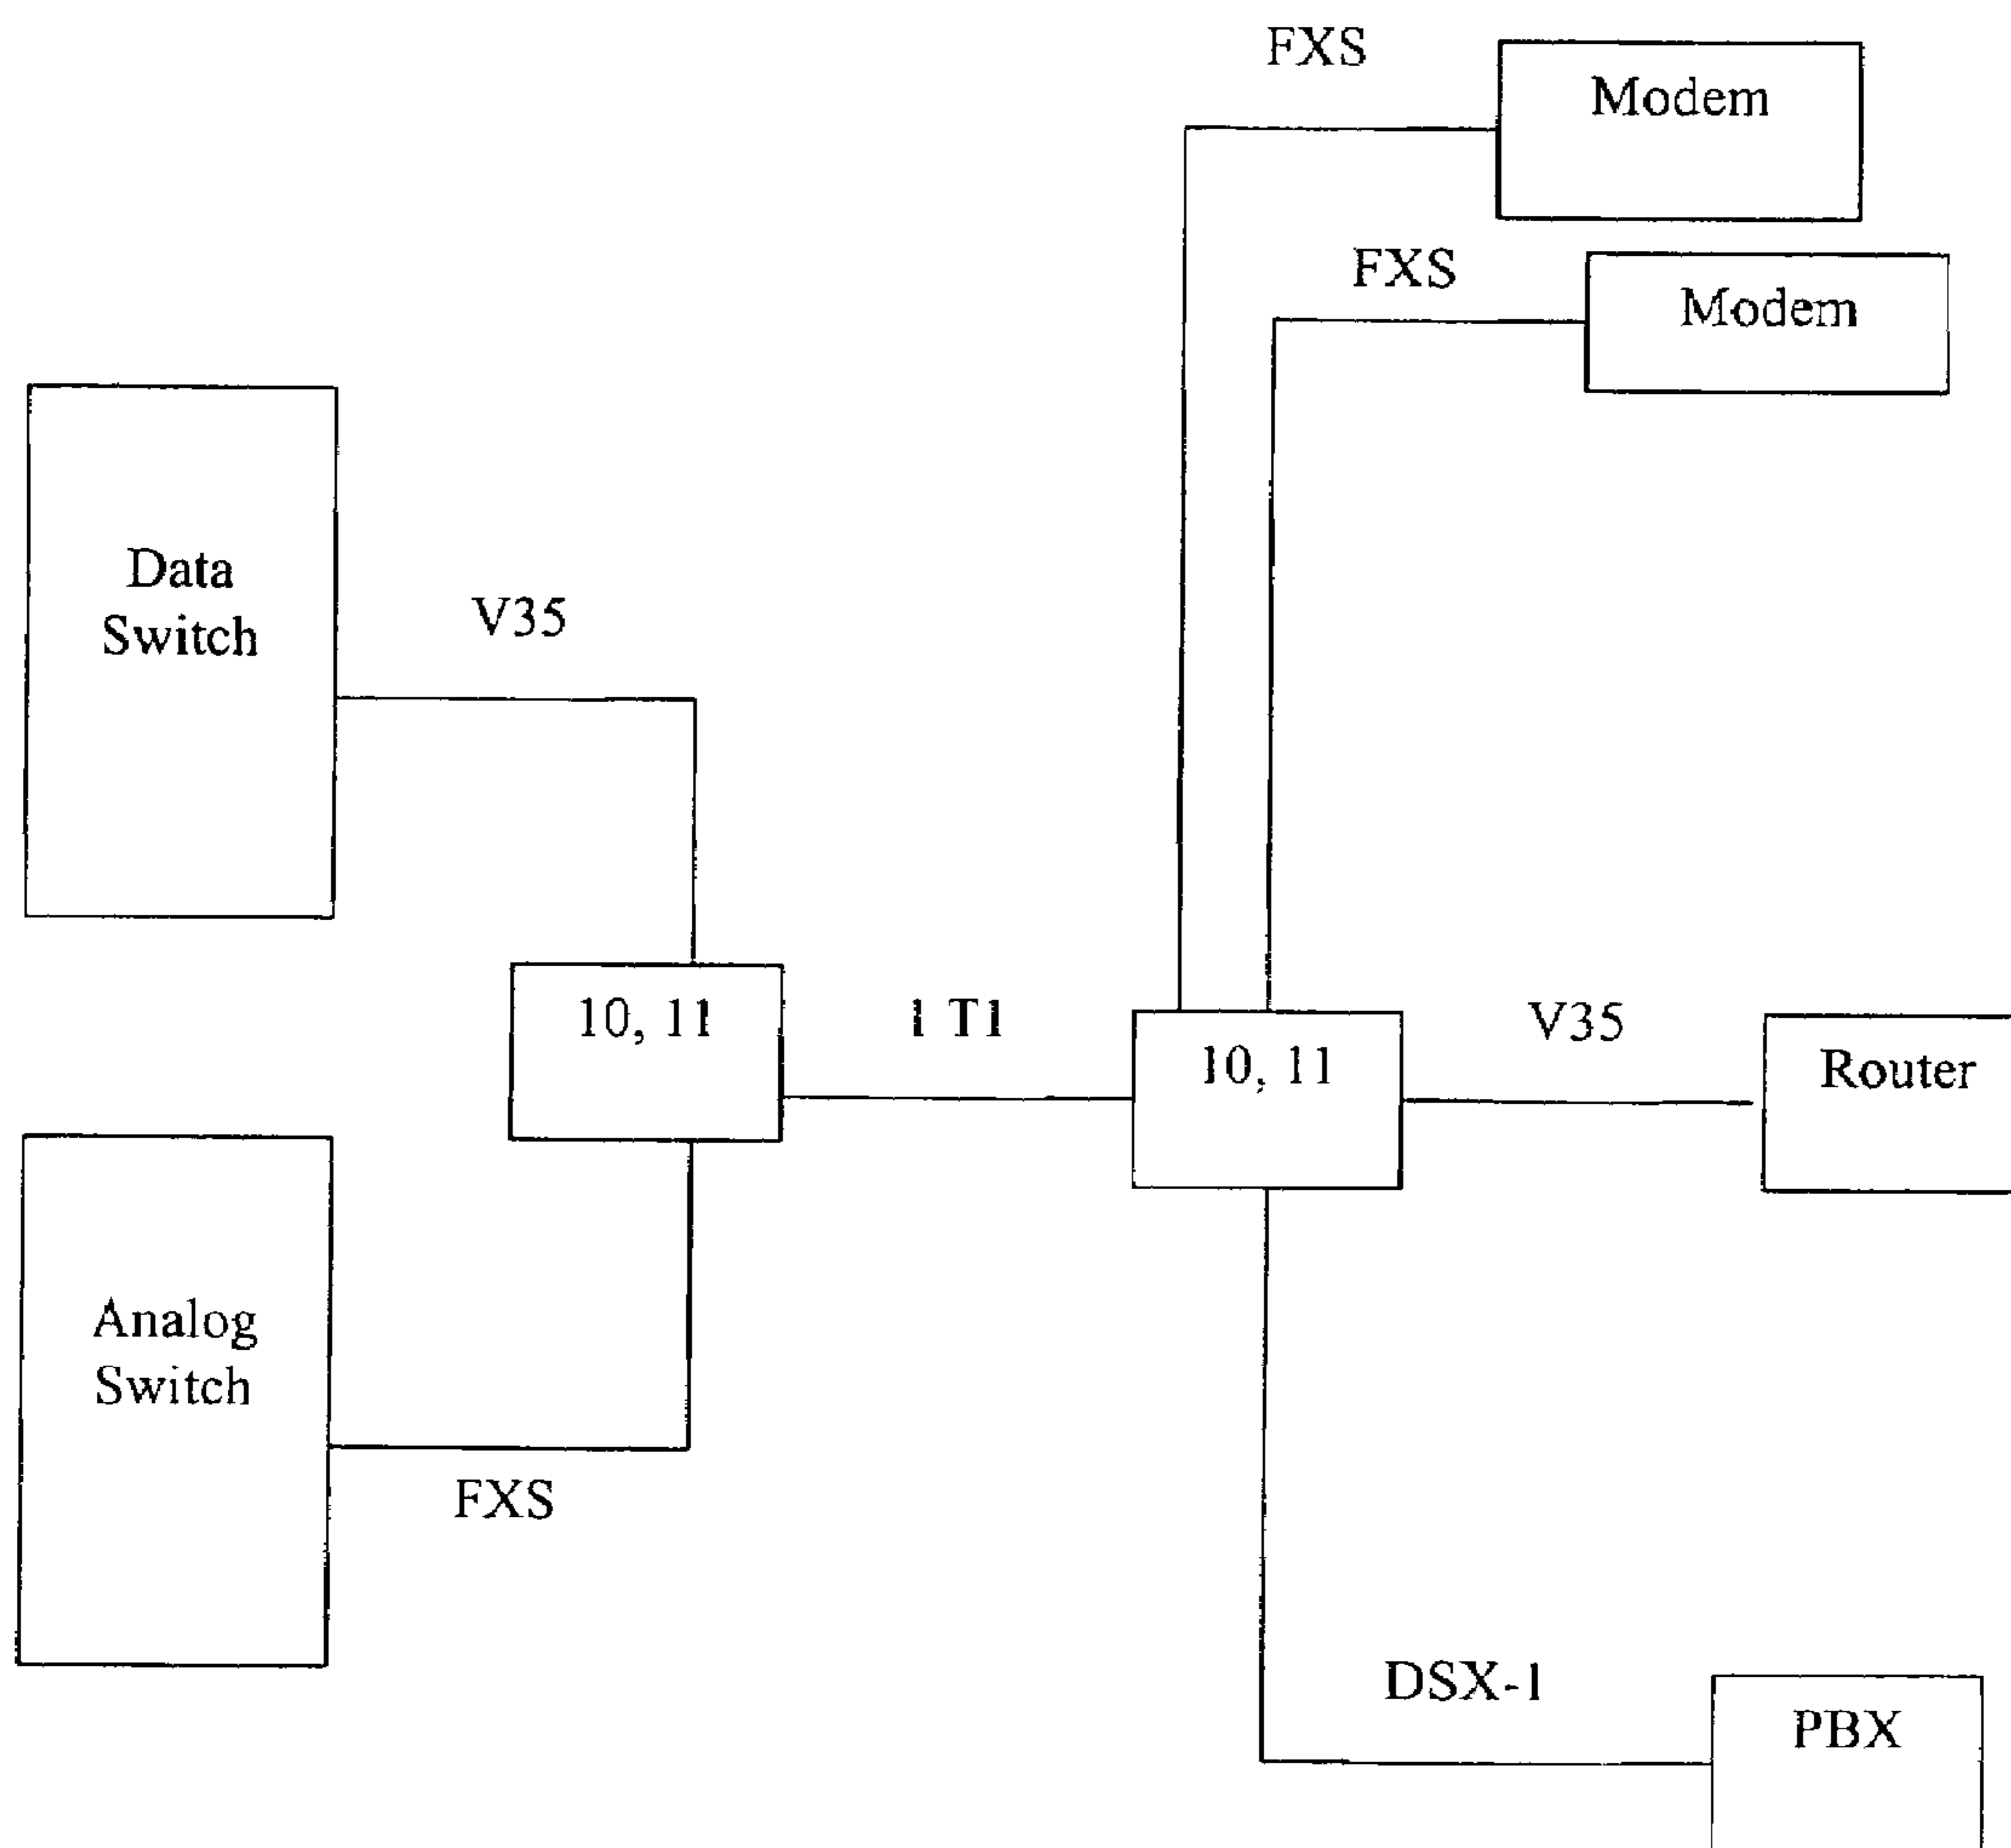 FXS
Modem
FXS
Modem
Data
Switch
V35
10, 11
1 T1
10, 11
V35
Router
Analog
Switch
FXS
DSX-1
PBX